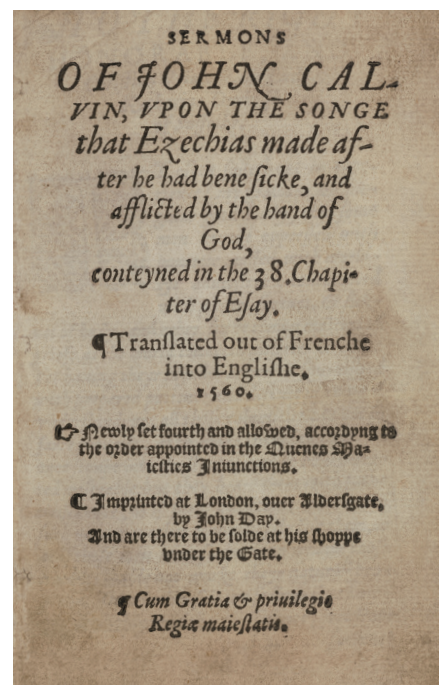 SERMONS
OF JOHN CAL-
VIN, VPON THE SONGE
that Ezechias made af-
ter he had bene ſicke, and
afflicted by the hand of
God,
conteyned in the 38. Chapi-
ter of Eſay.
¶Tranſlated out of Frenche
into Engliſhe.
1560.
☞ Newly ſet fourth and allowed, accordyng to
the order appointed in the Quenes Ma-
ieſties Iniunctions.
¶ Imprinted at London, ouer Alderſgate,
by John Day.
And are there to be ſolde at his ſhoppe
vnder the Gate.
¶ Cum Gratia & priuilegio
Regiæ maieſtatis.